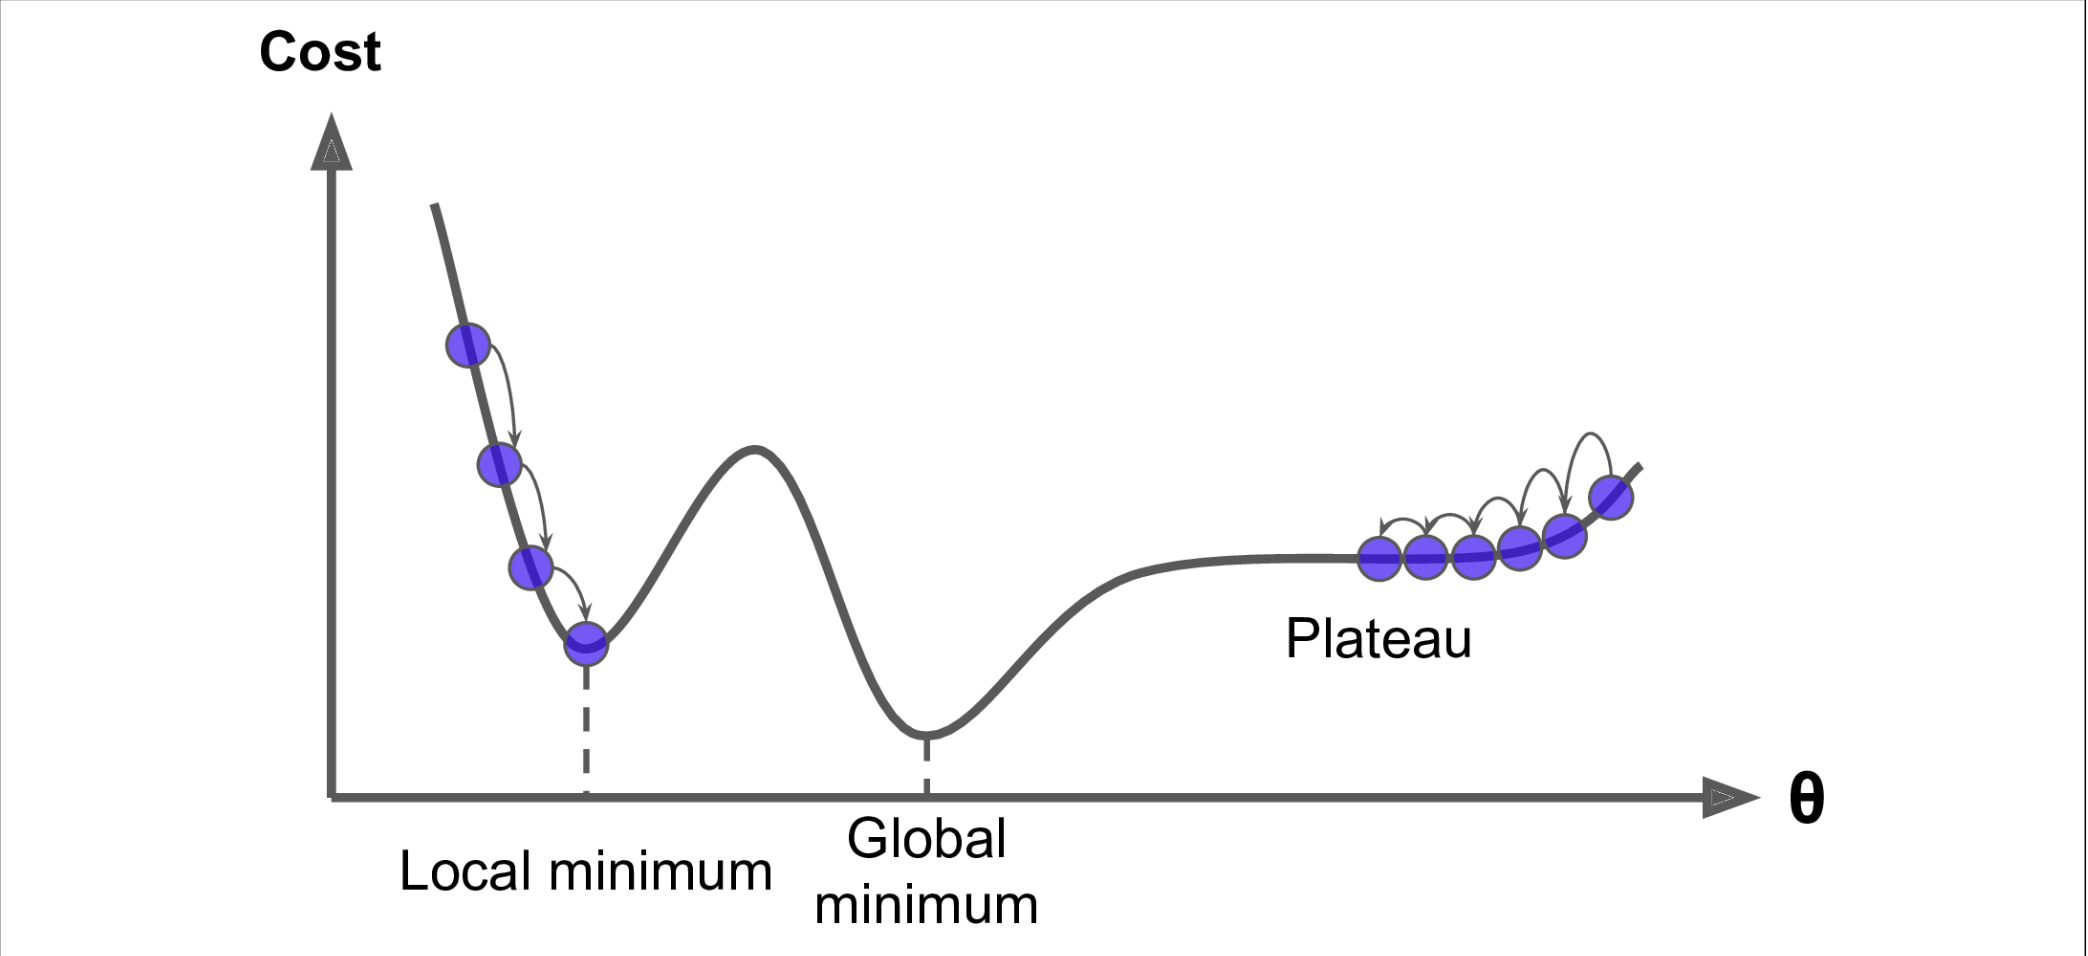 Cost
Plateau
θ
Local minimum
Global
minimum